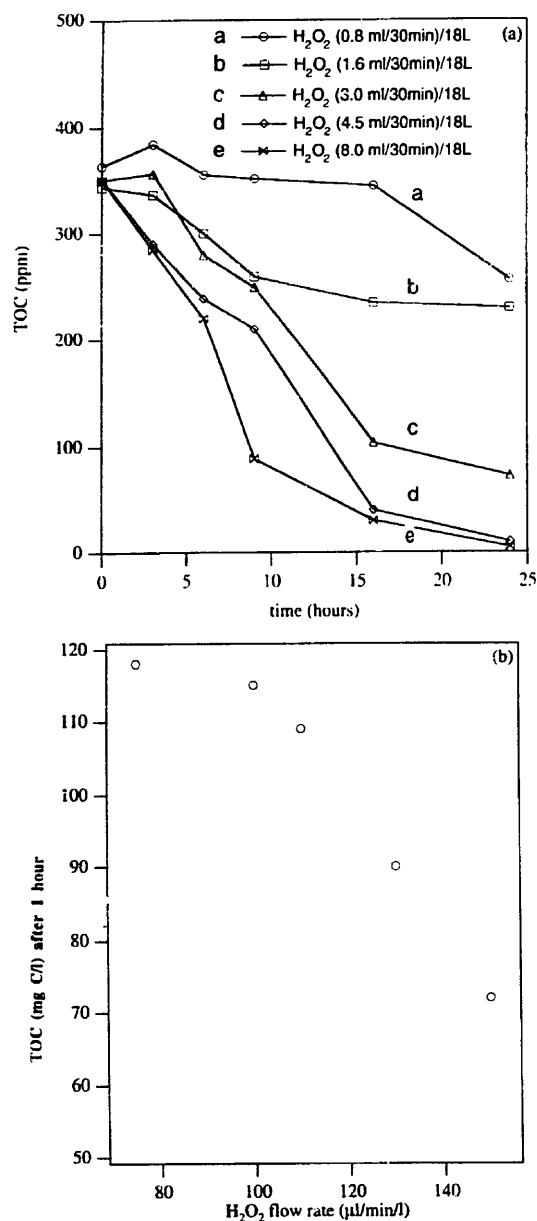 (a)
a H₂O₂ (0.8 ml/30min)/18L
b H₂O₂ (1.6 ml/30min)/18L
c H₂O₂ (3.0 ml/30min)/18L
d H₂O₂ (4.5 ml/30min)/18L
e H₂O₂ (8.0 ml/30min)/18L
500
400
300
200
100
0
TOC (ppm)
a
b
c
d
e
0 5 10 15 20 25
time (hours)
(b)
120
110
100
90
80
70
60
50
TOC (mg C/l) after 1 hour
80 100 120 140
H₂O₂ flow rate (µl/min/l)